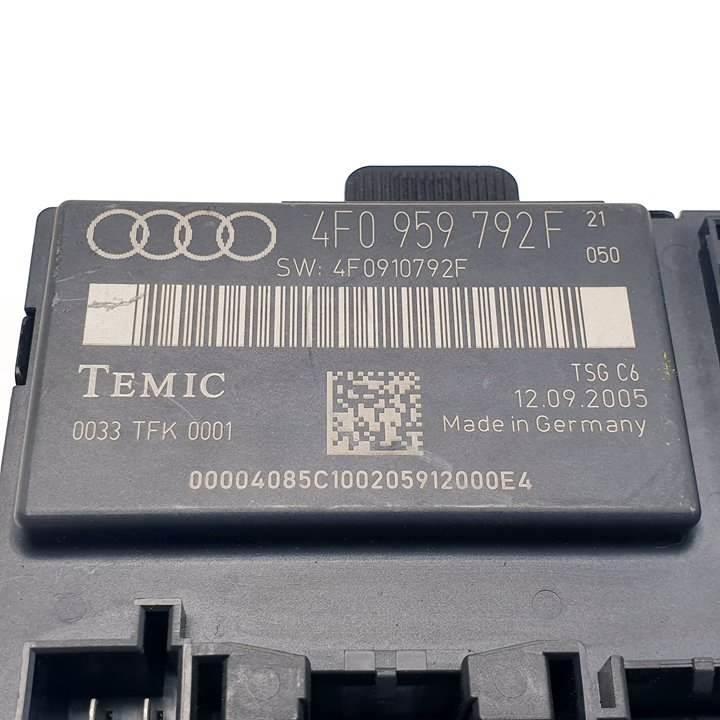 4F0 959 792F 21
050
SW: 4F0910792F
TEMIC
TSG C6
12.09.2005
0033 TFK 0001
Made in Germany
00004085C100205912000E4